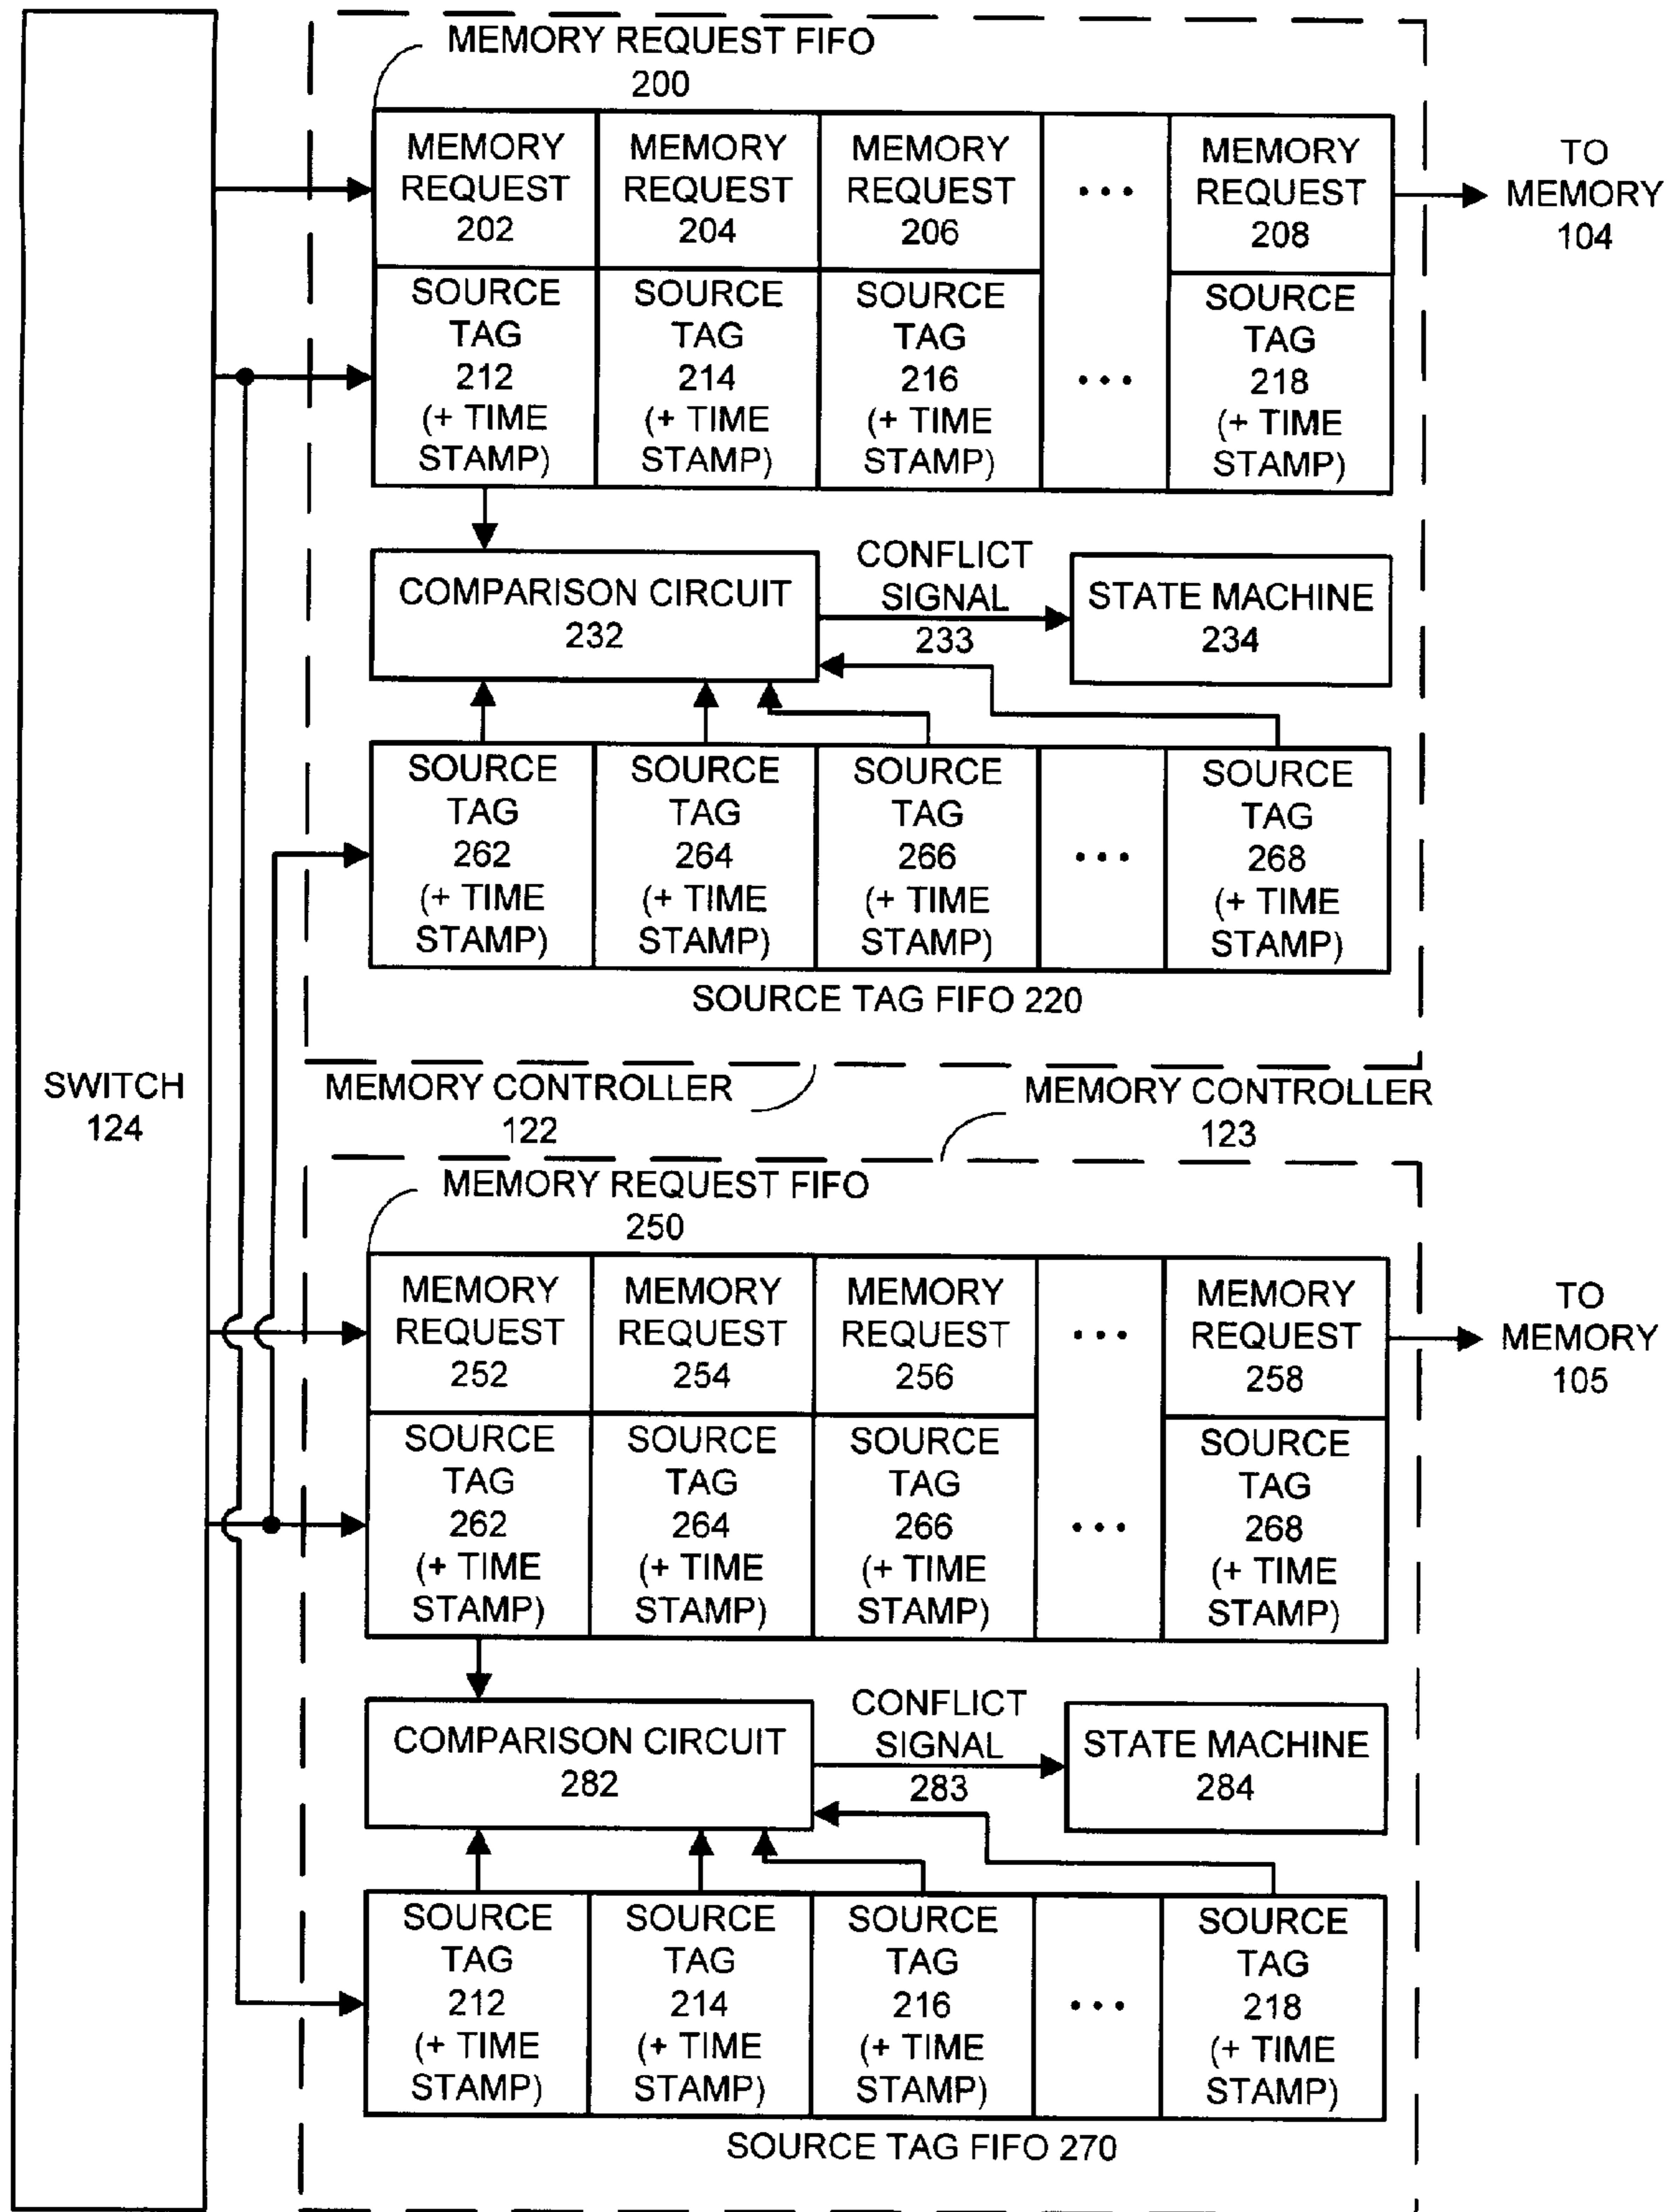 MEMORY REQUEST FIFO
200
MEMORY
REQUEST
202
MEMORY
REQUEST
204
MEMORY
REQUEST
206
...
MEMORY
REQUEST
208
TO
MEMORY
104
SOURCE
TAG
212
(+ TIME
STAMP)
SOURCE
TAG
214
(+ TIME
STAMP)
SOURCE
TAG
216
(+ TIME
STAMP)
...
SOURCE
TAG
218
(+ TIME
STAMP)
COMPARISON CIRCUIT
232
CONFLICT
SIGNAL
233
STATE MACHINE
234
SOURCE
TAG
262
(+ TIME
STAMP)
SOURCE
TAG
264
(+ TIME
STAMP)
SOURCE
TAG
266
(+ TIME
STAMP)
...
SOURCE
TAG
268
(+ TIME
STAMP)
SOURCE TAG FIFO 220
SWITCH
124
MEMORY CONTROLLER
122
MEMORY CONTROLLER
123
MEMORY REQUEST FIFO
250
MEMORY
REQUEST
252
MEMORY
REQUEST
254
MEMORY
REQUEST
256
...
MEMORY
REQUEST
258
TO
MEMORY
105
SOURCE
TAG
262
(+ TIME
STAMP)
SOURCE
TAG
264
(+ TIME
STAMP)
SOURCE
TAG
266
(+ TIME
STAMP)
...
SOURCE
TAG
268
(+ TIME
STAMP)
COMPARISON CIRCUIT
282
CONFLICT
SIGNAL
283
STATE MACHINE
284
SOURCE
TAG
212
(+ TIME
STAMP)
SOURCE
TAG
214
(+ TIME
STAMP)
SOURCE
TAG
216
(+ TIME
STAMP)
...
SOURCE
TAG
218
(+ TIME
STAMP)
SOURCE TAG FIFO 270